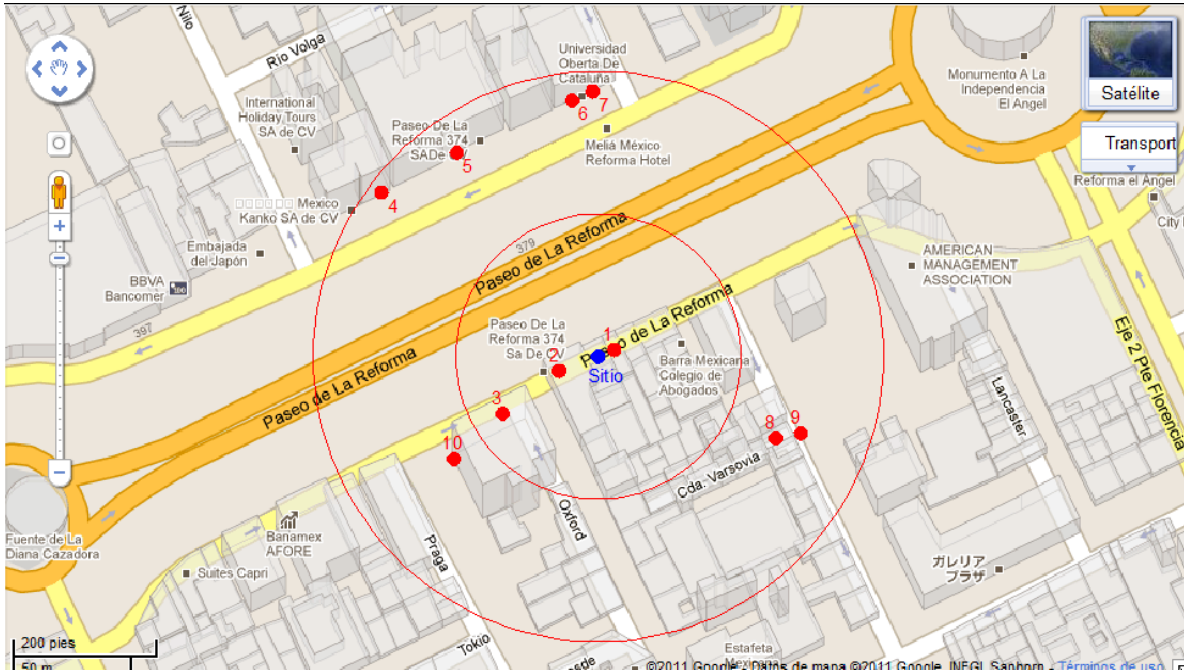 Nilo
Río Volga
Universidad
Oberta De
Cataluña
7
6
Monumento A La
Independencia
El Angel
Satélite
Transport
International
Holiday Tours
SA de CV
Paseo De La
Reforma 374
SADe CV
5
Meliá México
Reforma Hotel
Reforma el Angel
4
Mexico
Kanko SA de CV
City
Paseo de La Reforma
379
Embajada
del Japón
AMERICAN
MANAGEMENT
ASSOCIATION
BBVA
Bancomer
397
Paseo de La Reforma
Eje 2 Pte Florencia
Paseo De La
Reforma 374
Sa De CV
1
2
Sitio
Barra Mexicana
Colegio de
Abogados
Paseo de La Reforma
Lancaster
3
8
9
10
Cda. Varsovia
Oxford
Fuente de La
Diana Cazadora
Banamex
AFORE
Praga
Suites Capri
ガレリア
プラザ
200 pies
50 m
Tokio
Estafeta
©2011 Google - Datos de mapa ©2011 Google, INEGI, Sanborn - Términos de uso